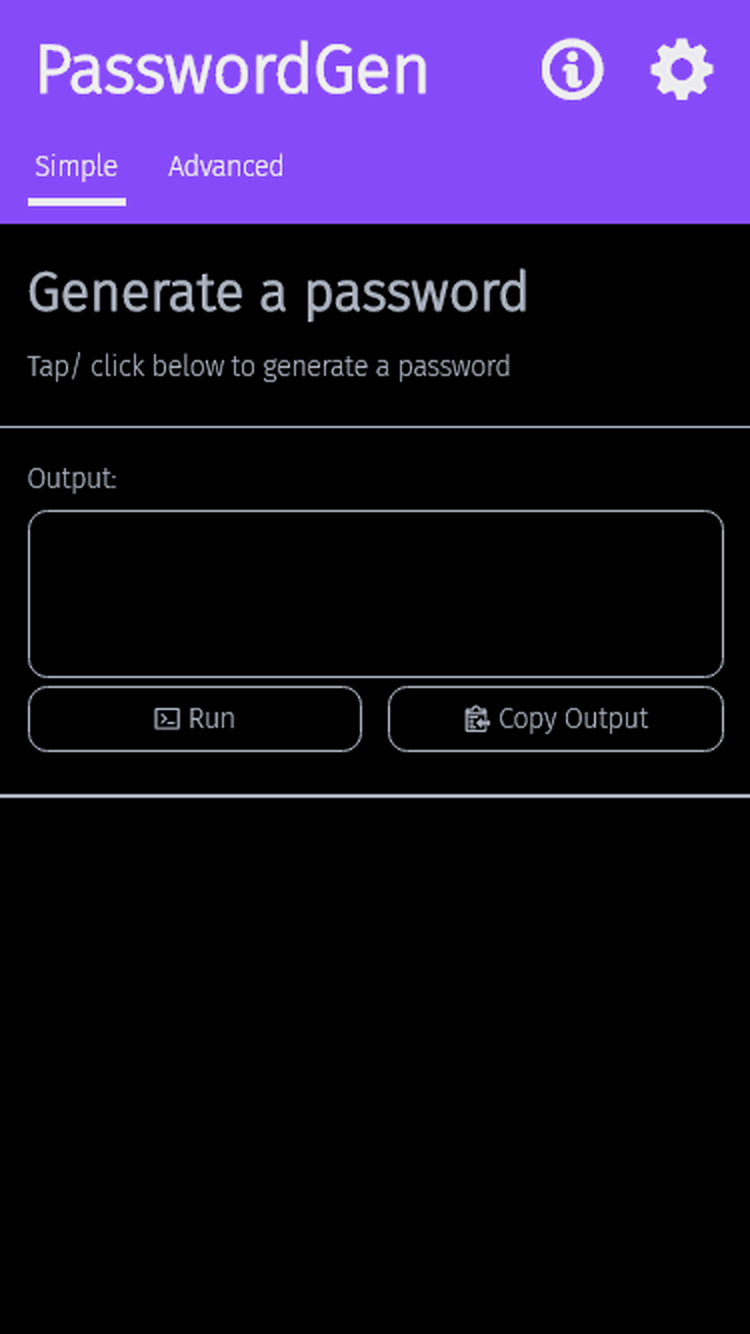 PasswordGen
Simple Advanced
Generate a password
Tap/ click below to generate a password
Output:
Run Copy Output